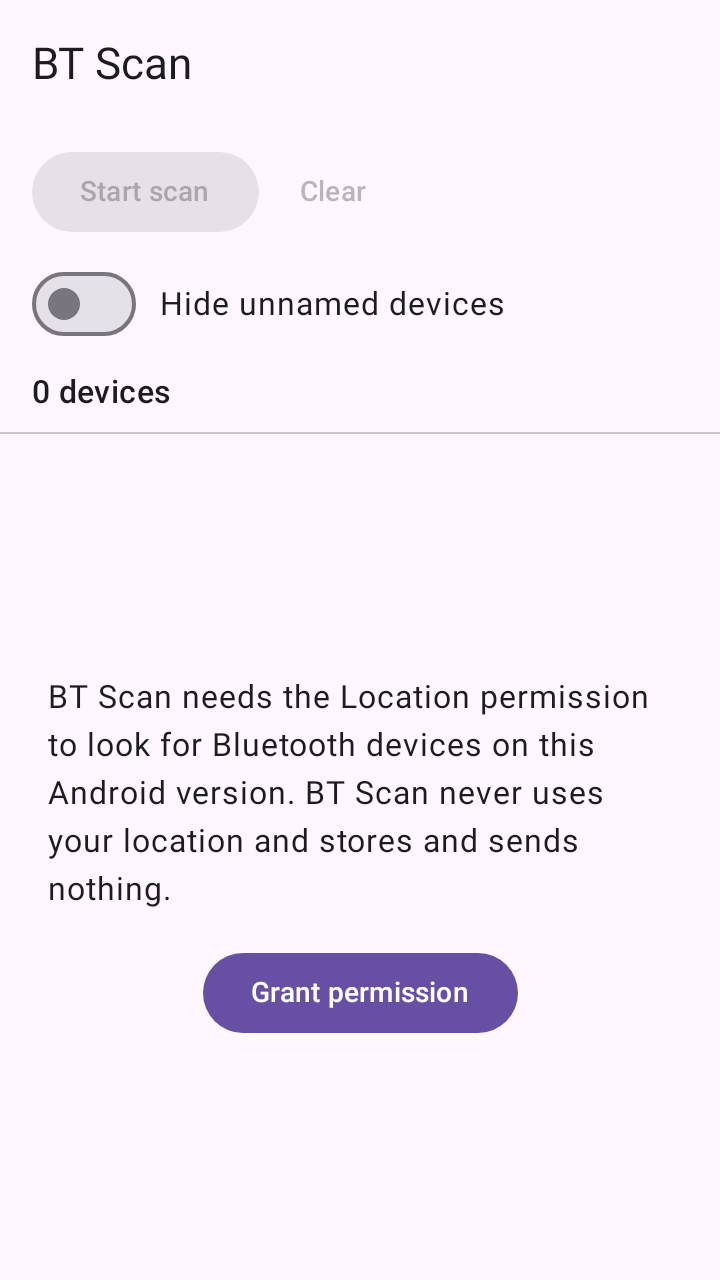 BT Scan
Start scan
Clear
Hide unnamed devices
0 devices
BT Scan needs the Location permission
to look for Bluetooth devices on this
Android version. BT Scan never uses
your location and stores and sends
nothing.
Grant permission